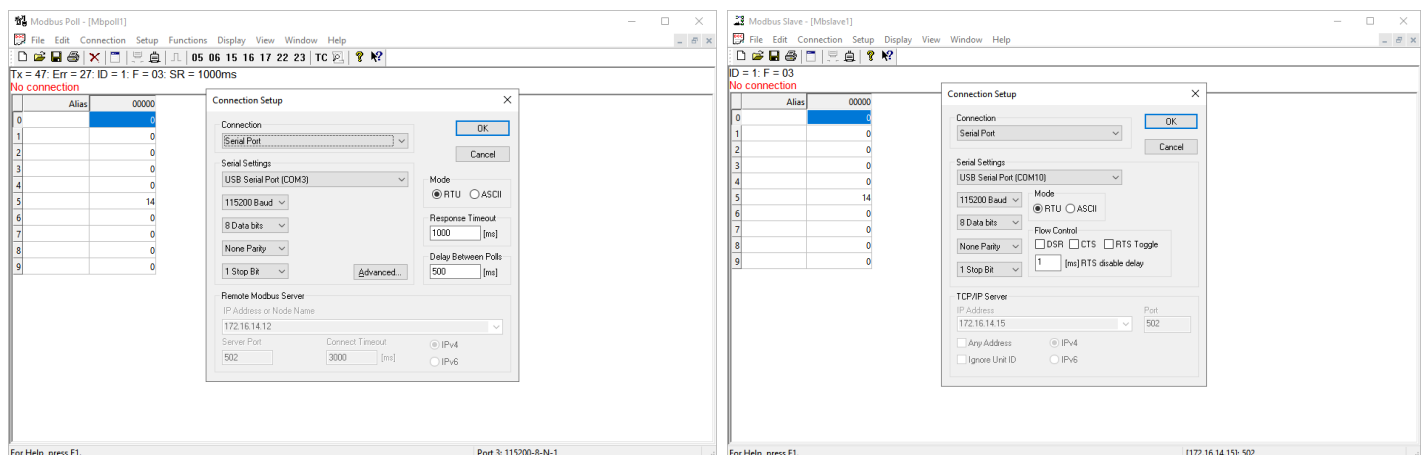 Modbus Poll - [Mbpoll1]
File Edit Connection Setup Functions Display View Window Help
05 06 15 16 17 22 23 TC
Tx = 47: Err = 27: ID = 1: F = 03: SR = 1000ms
No connection
Alias 00000
0 0
1 0
2 0
3 0
4 0
5 14
6 0
7 0
8 0
9 0
Connection Setup
Connection
Serial Port
OK
Cancel
Serial Settings
USB Serial Port (COM3)
115200 Baud
8 Data bits
None Parity
1 Stop Bit
Advanced...
Mode
RTU ASCII
Response Timeout
1000 [ms]
Delay Between Polls
500 [ms]
Remote Modbus Server
IP Address or Node Name
172.16.14.12
Server Port Connect Timeout
502 3000 [ms]
IPv4
IPv6
For Help, press F1.
Port 3: 115200-8-N-1
Modbus Slave - [Mbslave1]
File Edit Connection Setup Display View Window Help
ID = 1: F = 03
No connection
Alias 00000
0 0
1 0
2 0
3 0
4 0
5 14
6 0
7 0
8 0
9 0
Connection Setup
Connection
Serial Port
OK
Cancel
Serial Settings
USB Serial Port (COM10)
115200 Baud
8 Data bits
None Parity
1 Stop Bit
Mode
RTU ASCII
Flow Control
DSR CTS RTS Toggle
1 [ms] RTS disable delay
TCP/IP Server
IP Address Port
172.16.14.15 502
Any Address IPv4
Ignore Unit ID IPv6
For Help, press F1.
[172.16.14.15]: 502